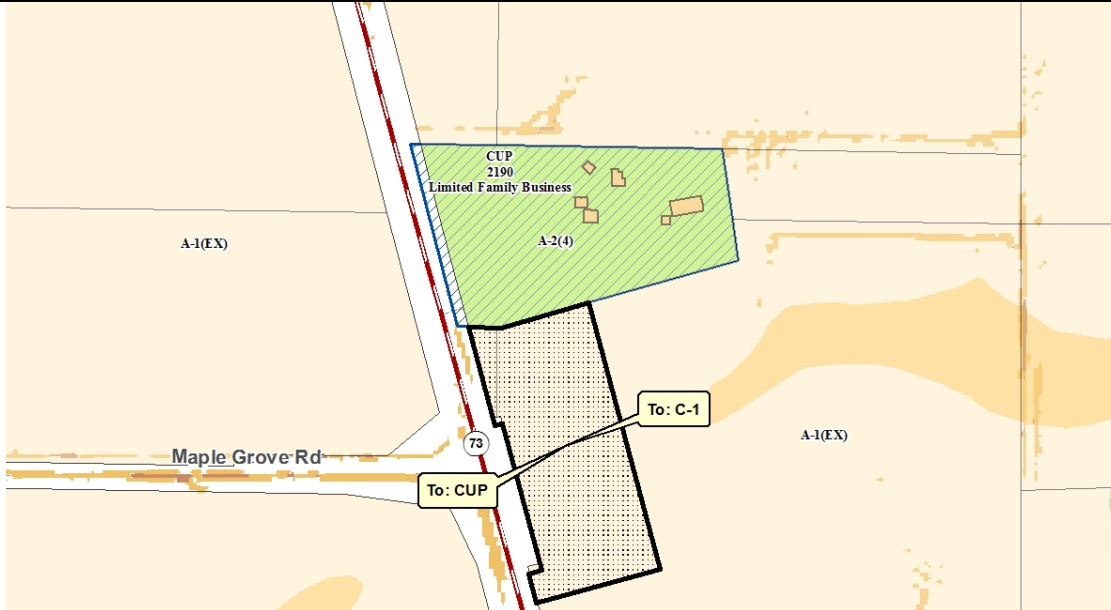 CUP
2190
Limited Family Business
A-1(EX)
A-2(4)
To: C-1
A-1(EX)
73
Maple Grove Rd
To: CUP